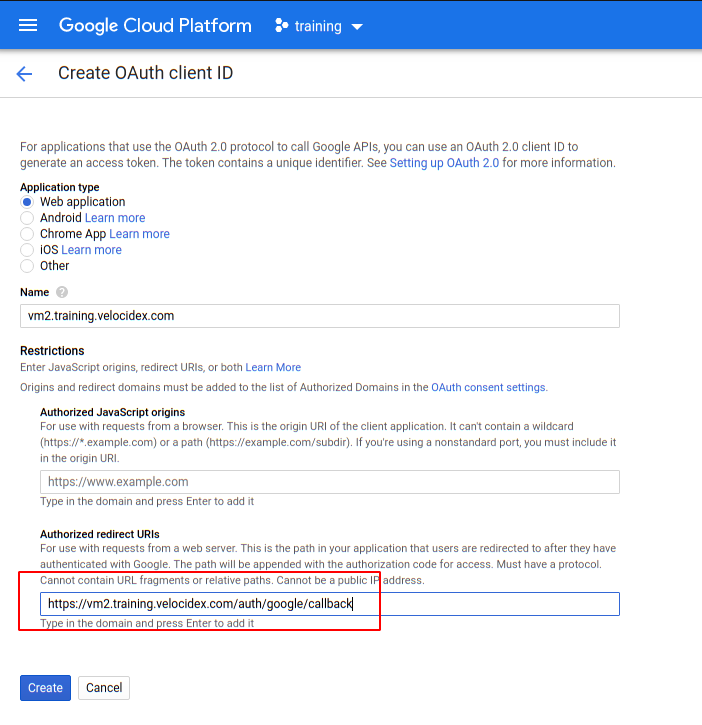 Google Cloud Platform training
Create OAuth client ID
For applications that use the OAuth 2.0 protocol to call Google APIs, you can use an OAuth 2.0 client ID to
generate an access token. The token contains a unique identifier. See Setting up OAuth 2.0 for more information.
Application type
Web application
Android Learn more
Chrome App Learn more
iOS Learn more
Other
Name ?
vm2.training.velocidex.com
Restrictions
Enter JavaScript origins, redirect URIs, or both Learn More
Origins and redirect domains must be added to the list of Authorized Domains in the OAuth consent settings.
Authorized JavaScript origins
For use with requests from a browser. This is the origin URI of the client application. It can't contain a wildcard
(https://*.example.com) or a path (https://example.com/subdir). If you're using a nonstandard port, you must include it
in the origin URI.
https://www.example.com
Type in the domain and press Enter to add it
Authorized redirect URIs
For use with requests from a web server. This is the path in your application that users are redirected to after they have
authenticated with Google. The path will be appended with the authorization code for access. Must have a protocol.
Cannot contain URL fragments or relative paths. Cannot be a public IP address.
https://vm2.training.velocidex.com/auth/google/callback
Type in the domain and press Enter to add it
Create Cancel